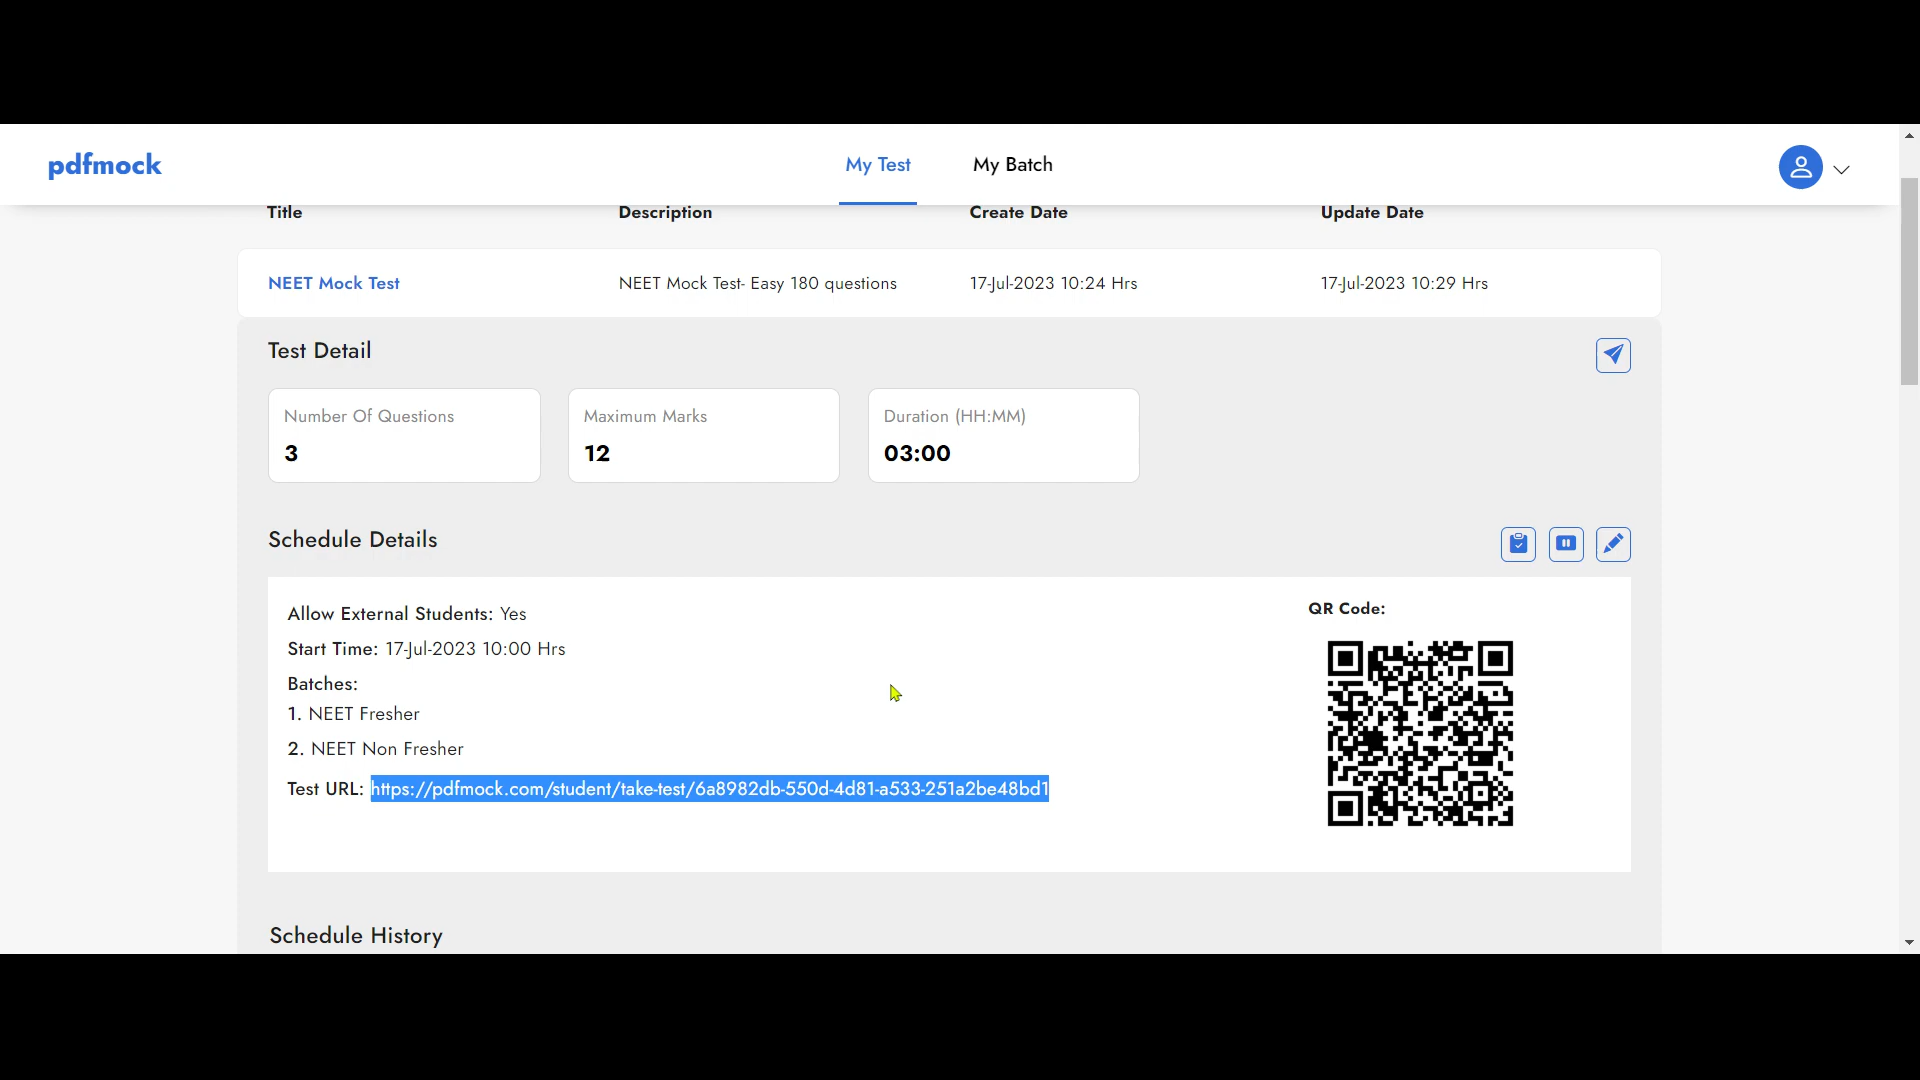 pdfmock
My Test
My Batch
Title
Description
Create Date
Update Date
NEET Mock Test
NEET Mock Test- Easy 180 questions
17-Jul-2023 10:24 Hrs
17-Jul-2023 10:29 Hrs
Test Detail
Number Of Questions
3
Maximum Marks
12
Duration (HH:MM)
03:00
Schedule Details
Allow External Students: Yes
Start Time: 17-Jul-2023 10:00 Hrs
Batches:
1. NEET Fresher
2. NEET Non Fresher
Test URL: https://pdfmock.com/student/take-test/6a8982db-550d-4d81-a533-251a2be48bd1
QR Code:
Schedule History